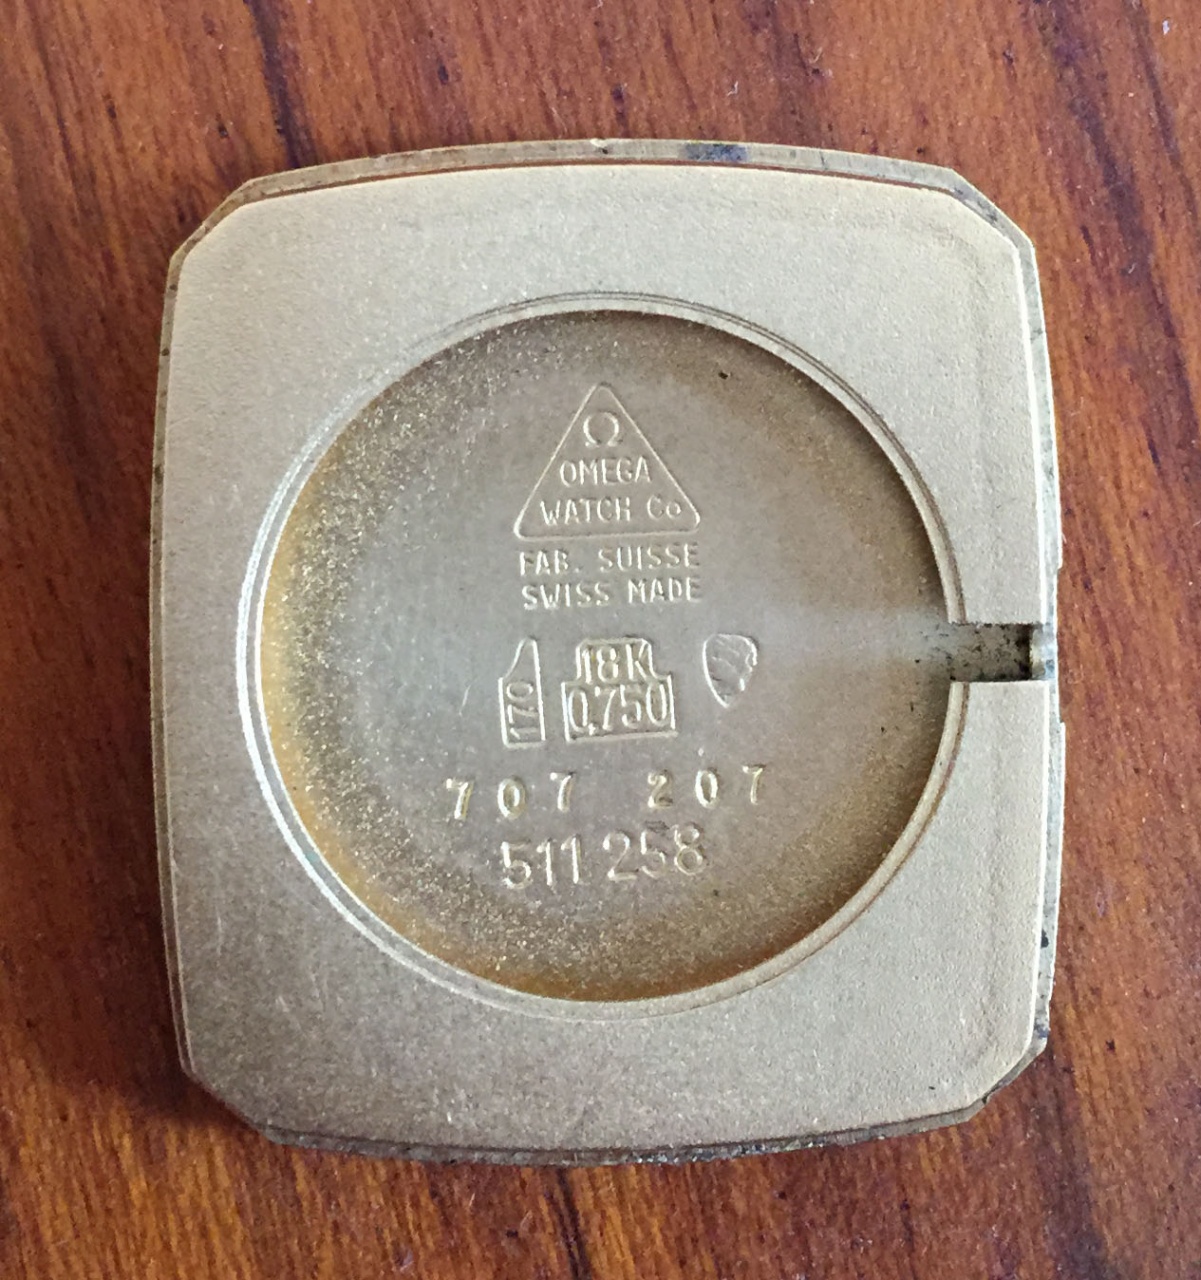 Ω
OMEGA
WATCH Co
FAB. SUISSE
SWISS MADE
170
18K
0,750
707 207
511 258